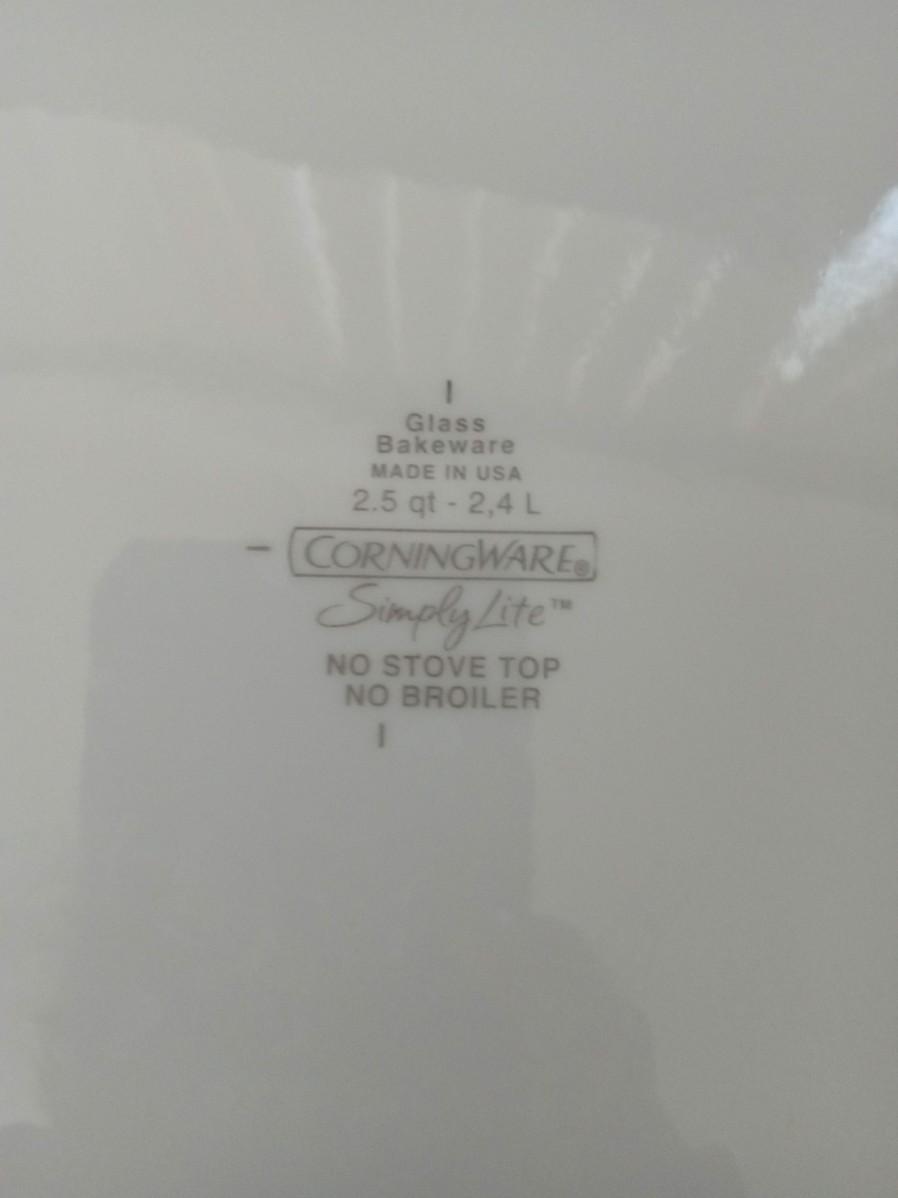 Glass
Bakeware
MADE IN USA
2.5 qt - 2,4 L
CORNINGWARE®
Simply Lite™
NO STOVE TOP
NO BROILER